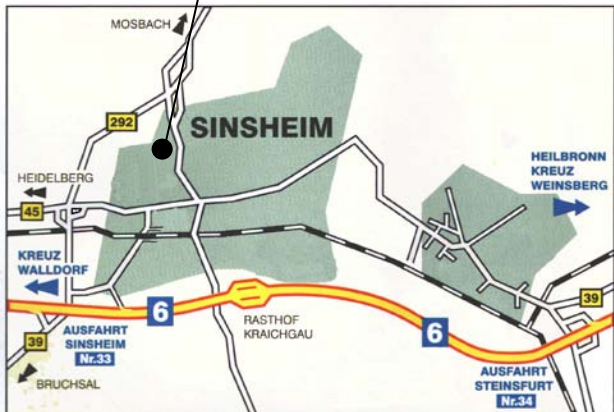 MOSBACH
292
SINSHEIM
HEIDELBERG
45
HEILBRONN
KREUZ
WEINSBERG
KREUZ
WALLDORF
6
39
AUSFAHRT
SINSHEIM
Nr.33
RASTHOF
KRAICHGAU
6
39
BRUCHSAL
AUSFAHRT
STEINSFURT
Nr.34